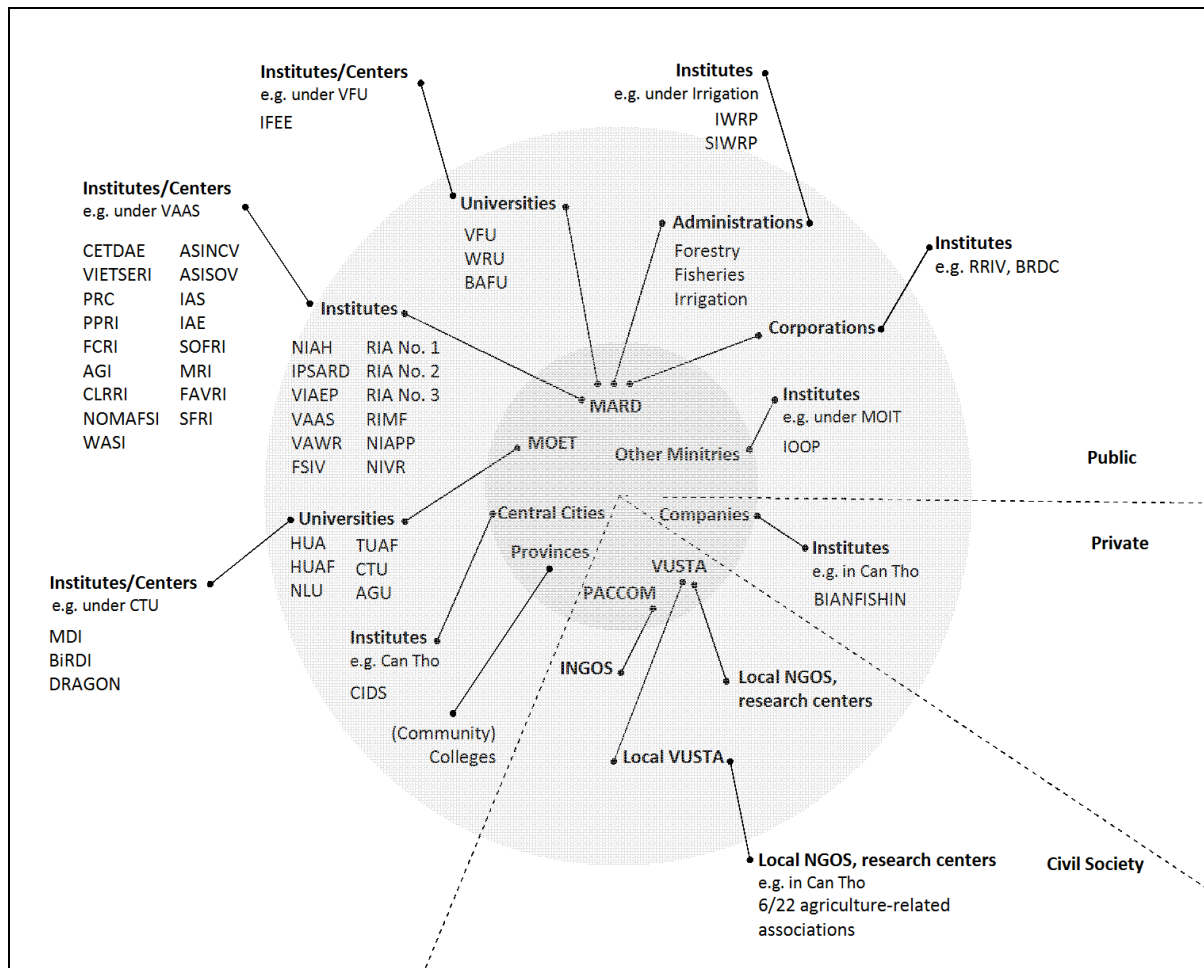 Institutes/Centers
e.g. under VFU
IFEE
Institutes
e.g. under Irrigation
IWRP
SIWRP
Institutes/Centers
e.g. under VAAS
CETDAE ASINCV
VIETSERI ASISOV
PRC IAS
PPRI IAE
FCRI SOFRI
AGI MRI
CLRRI FAVRI
NOMAFSI SFRI
WASI
Universities
VFU
WRU
BAFU
Administrations
Forestry
Fisheries
Irrigation
Institutes
e.g. RRIV, BRDC
Corporations
Institutes
NIAH RIA No. 1
IPSARD RIA No. 2
VIAEP RIA No. 3
VAAS RIMF
VAWR NIAPP
FSIV NIVR
MARD
MOET
Other Minitries
Institutes
e.g. under MOIT
IOOP
Public
Central Cities
Companies
Provinces
VUSTA
PACCOM
Private
Universities
HUA TUAF
HUAF CTU
NLU AGU
Institutes
e.g. in Can Tho
BIANFISHIN
Institutes/Centers
e.g. under CTU
MDI
BiRDI
DRAGON
Institutes
e.g. Can Tho
CIDS
(Community)
Colleges
INGOS
Local NGOS,
research centers
Local VUSTA
Local NGOS, research centers
e.g. in Can Tho
6/22 agriculture-related
associations
Civil Society